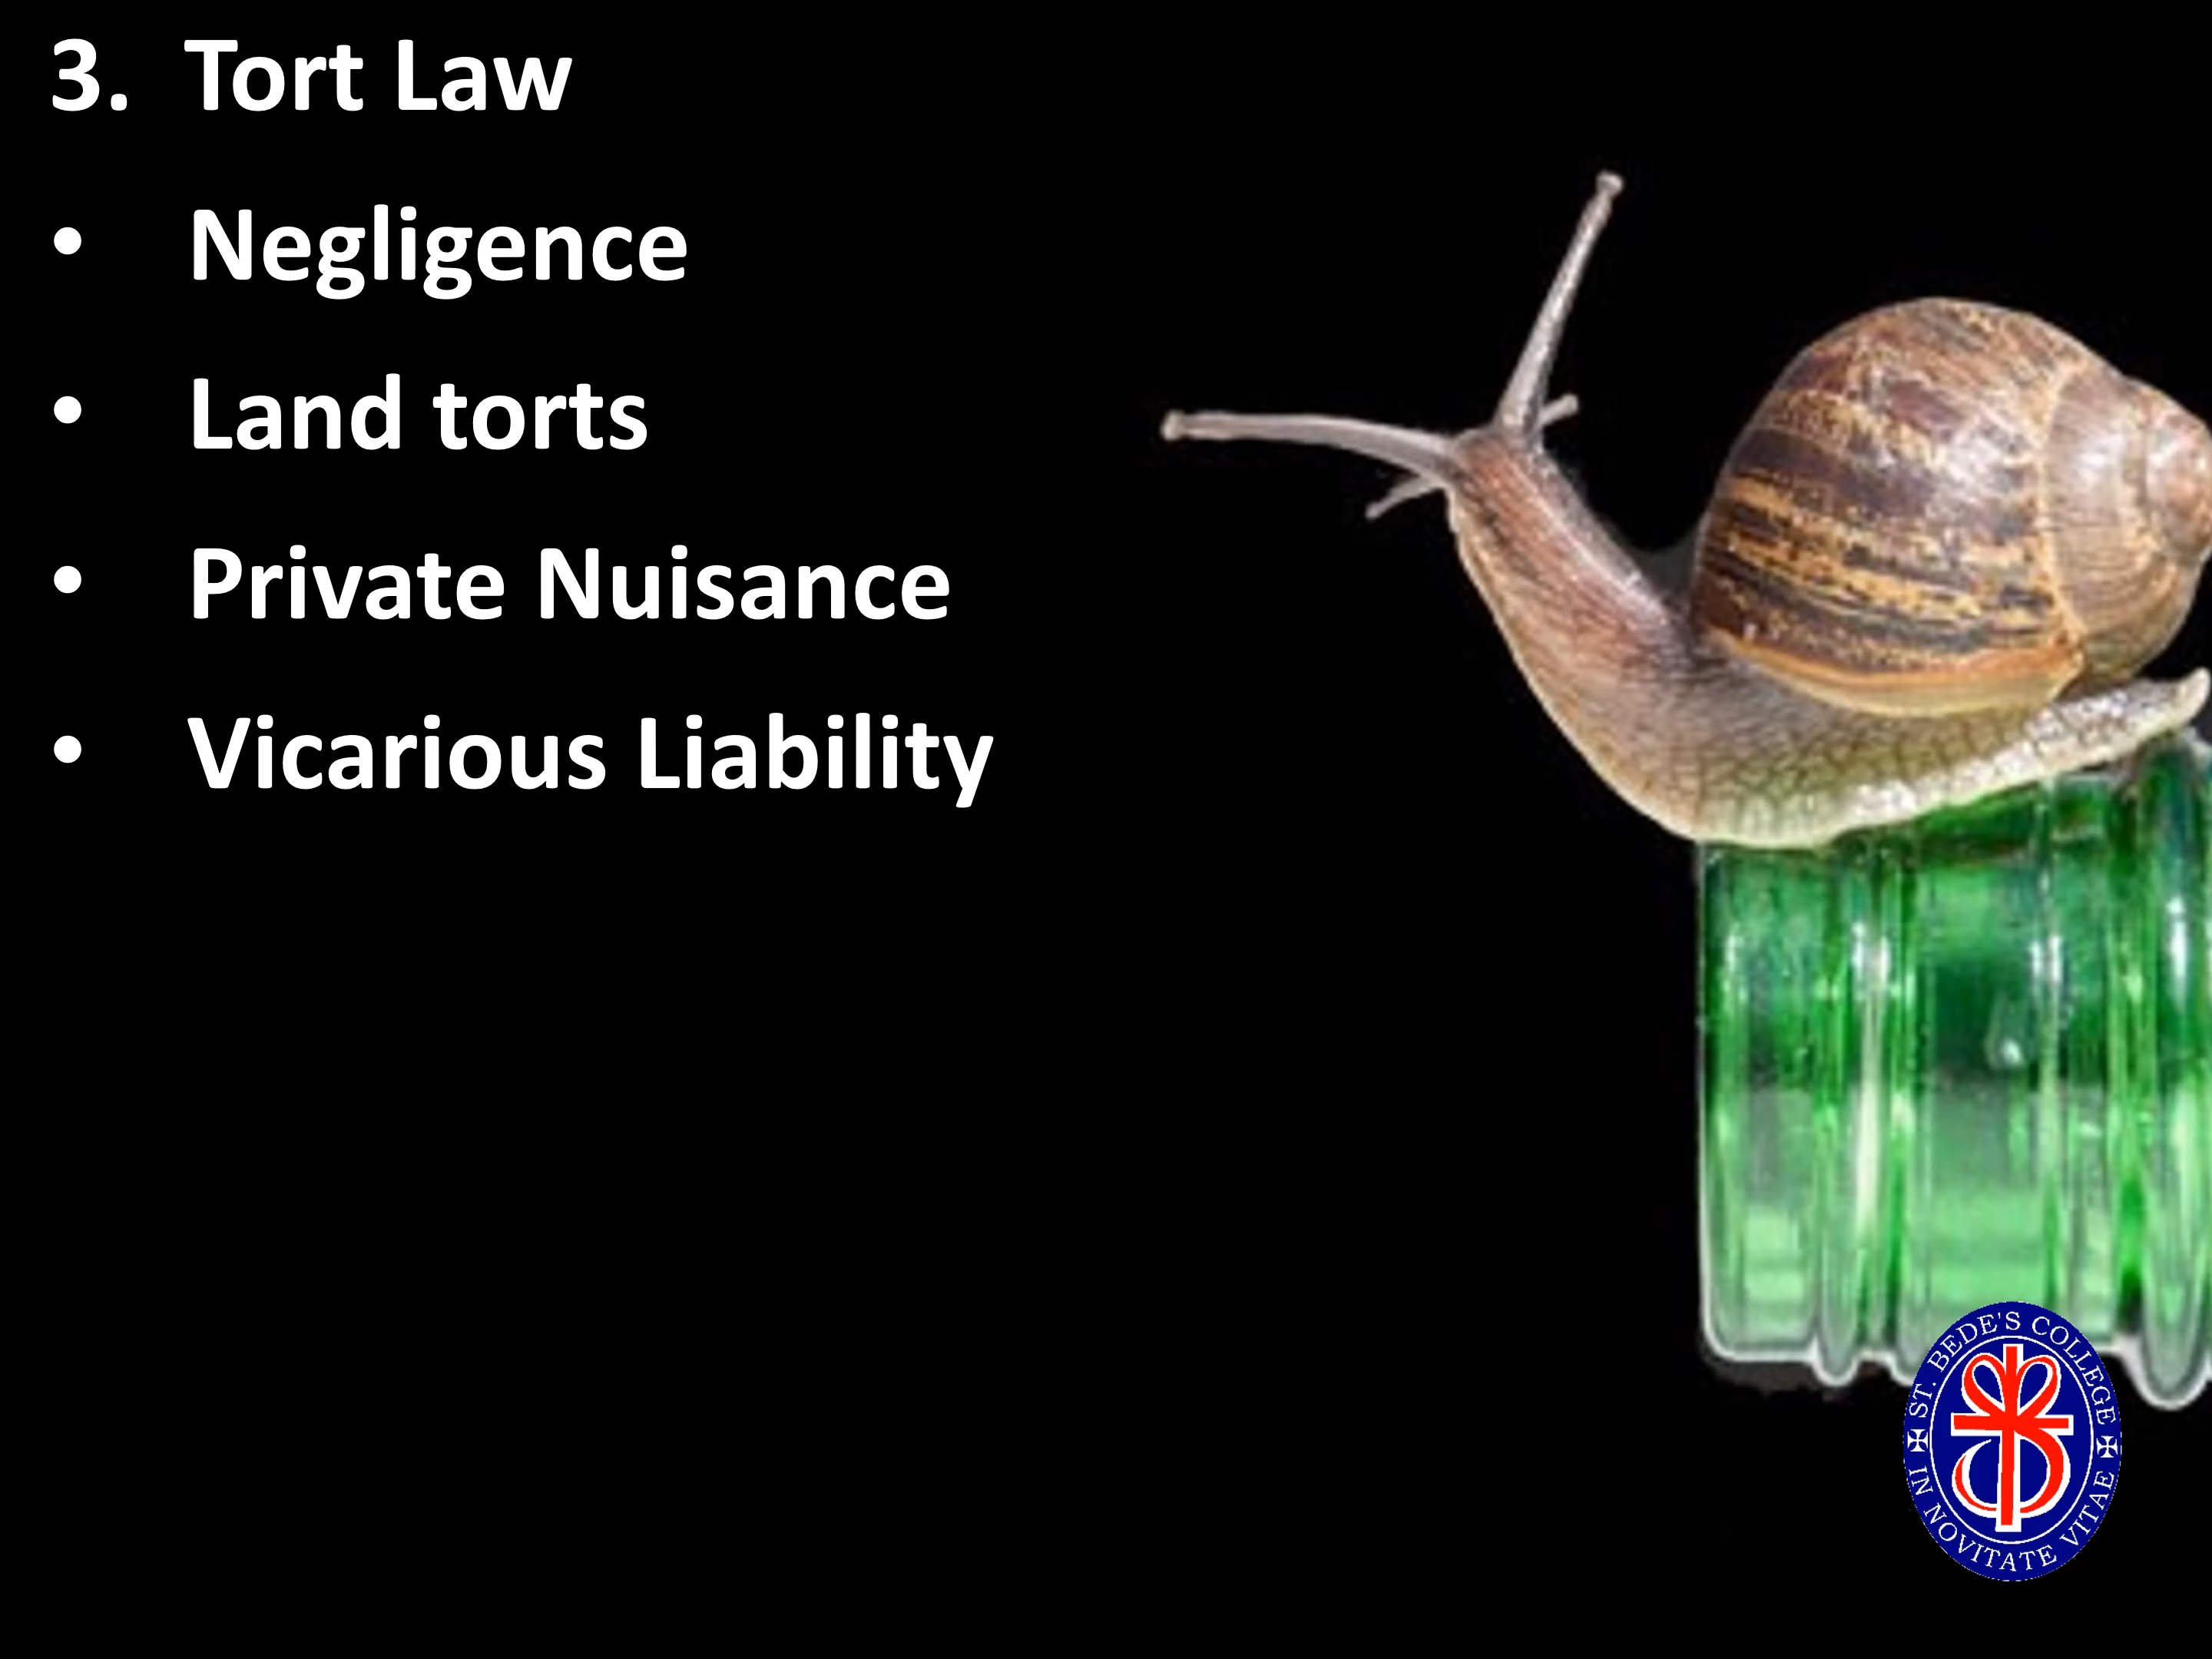 3. Tort Law
• Negligence
• Land torts
• Private Nuisance
• Vicarious Liability
ST. BEDE'S COLLEGE
IN NOVITATE VITAE